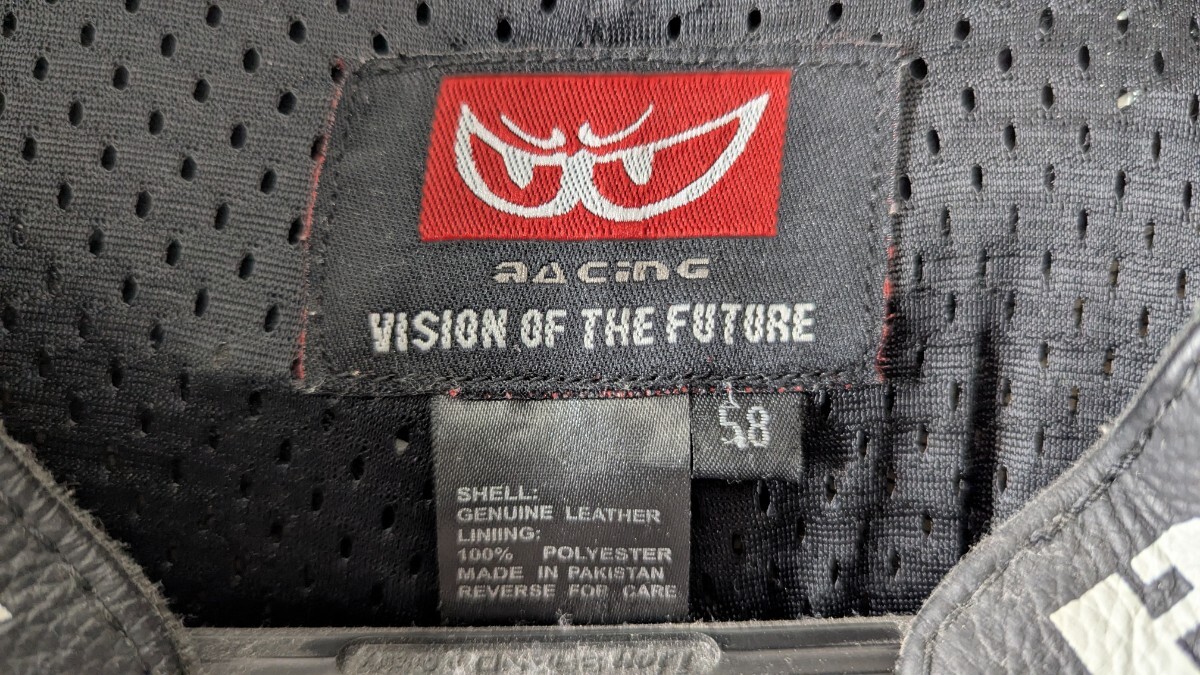 RACING
VISION OF THE FUTURE
58
SHELL:
GENUINE LEATHER
LINIING:
100% POLYESTER
MADE IN PAKISTAN
REVERSE FOR CARE